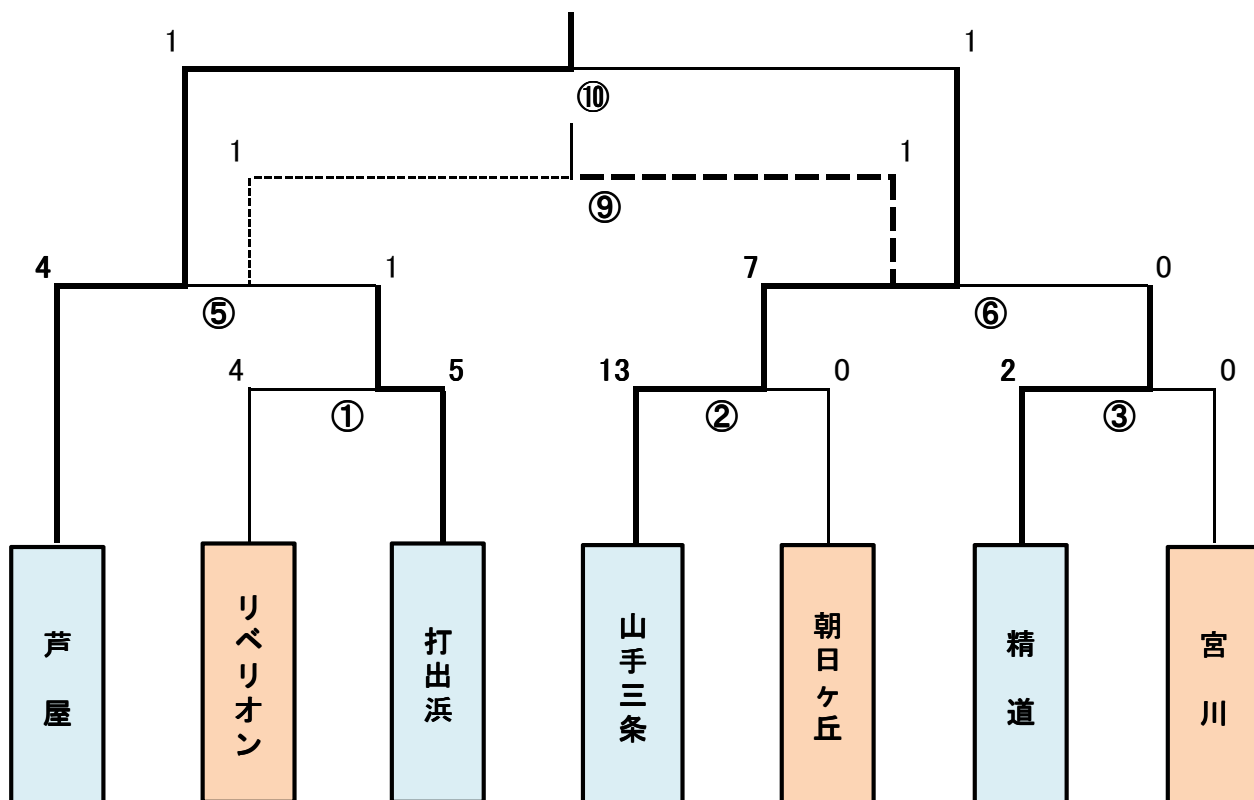 1 1
⑩
1 1
⑨
4 1 7 0
⑤ ⑥
4 5 13 0 2 0
① ② ③
芦屋
リベリオン
打出浜
山手三条
朝日ヶ丘
精道
宮川